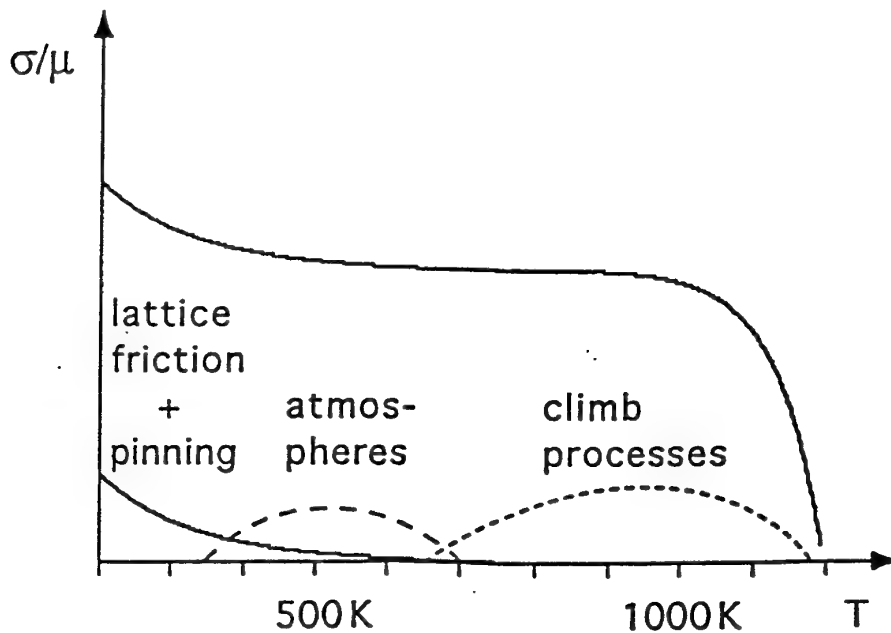 σ/μ
lattice
friction
+
pinning
atmos-
pheres
climb
processes
500K
1000K
T